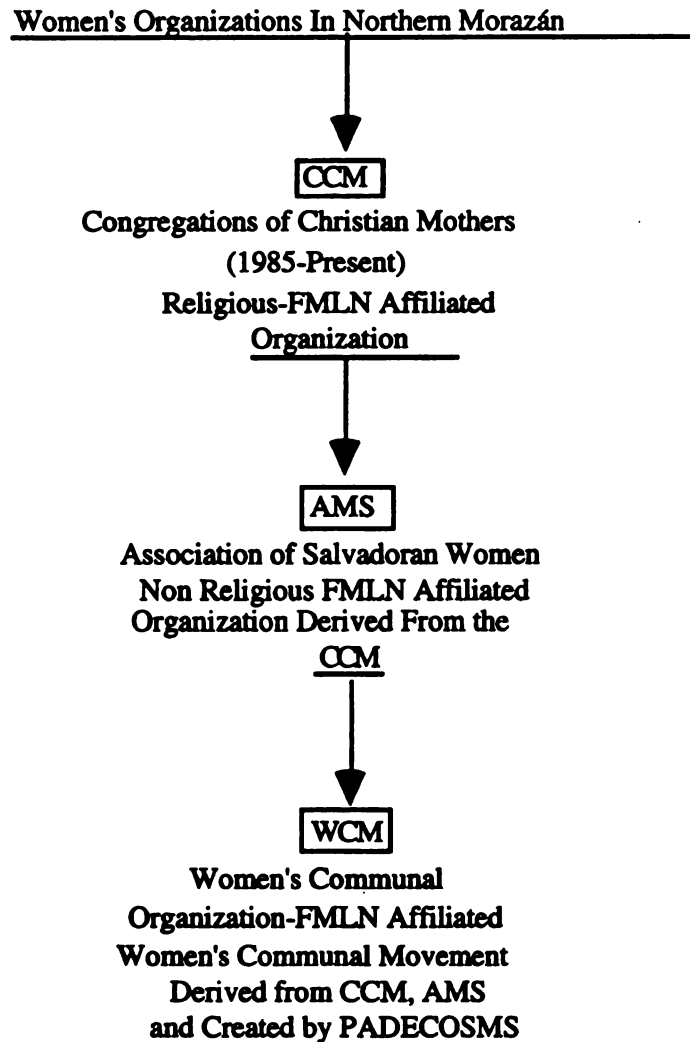 Women's Organizations In Northern Morazán
CCM
Congregations of Christian Mothers
(1985-Present)
Religious-FMLN Affiliated
Organization
AMS
Association of Salvadoran Women
Non Religious FMLN Affiliated
Organization Derived From the
CCM
WCM
Women's Communal
Organization-FMLN Affiliated
Women's Communal Movement
Derived from CCM, AMS
and Created by PADECOSMS